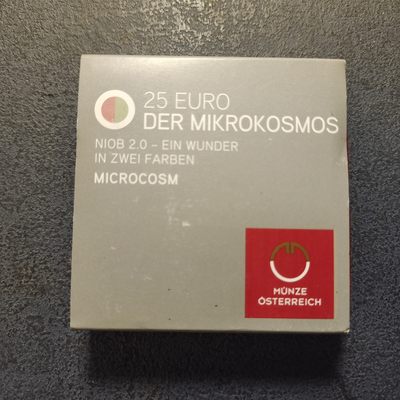 25 EURO
DER MIKROKOSMOS
NIOB 2.0 – EIN WUNDER
IN ZWEI FARBEN
MICROCOSM
MÜNZE
ÖSTERREICH